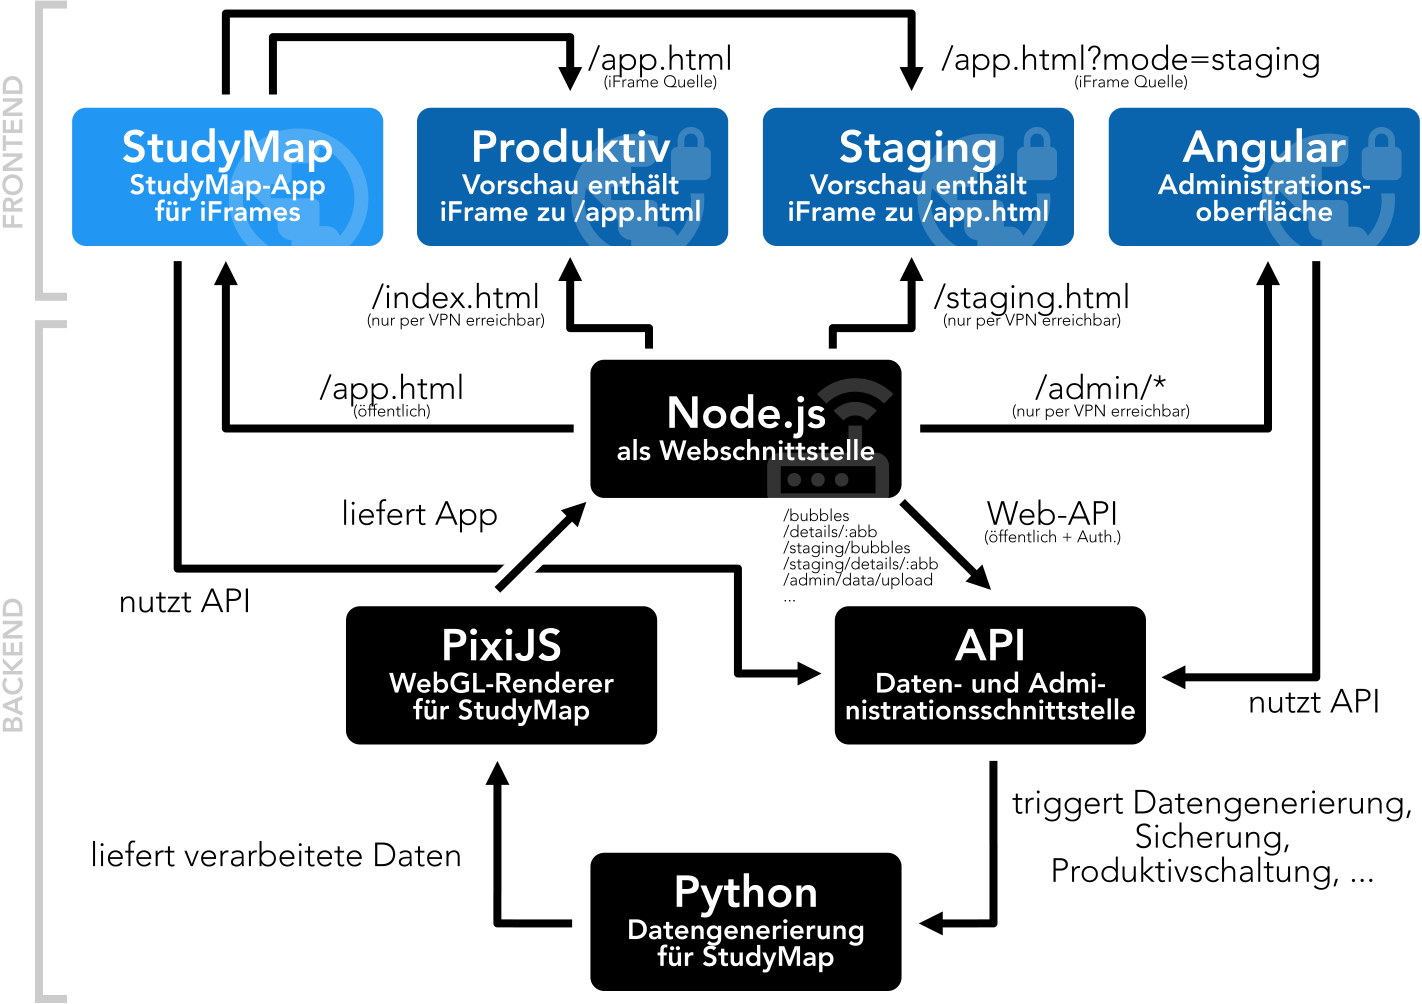 FRONTEND
/app.html
(iFrame Quelle)
/app.html?mode=staging
(iFrame Quelle)
StudyMap
StudyMap-App
für iFrames
Produktiv
Vorschau enthält
iFrame zu /app.html
Staging
Vorschau enthält
iFrame zu /app.html
Angular
Administrations-
oberfläche
/index.html
(nur per VPN erreichbar)
/staging.html
(nur per VPN erreichbar)
BACKEND
/app.html
(öffentlich)
Node.js
als Webschnittstelle
/admin/*
(nur per VPN erreichbar)
liefert App
/bubbles
/details/:abb
/staging/bubbles
/staging/details/:abb
/admin/data/upload
...
Web-API
(öffentlich + Auth.)
nutzt API
PixiJS
WebGL-Renderer
für StudyMap
API
Daten- und Admi-
nistrationsschnittstelle
nutzt API
liefert verarbeitete Daten
triggert Datengenerierung,
Sicherung,
Produktivschaltung, ...
Python
Datengenerierung
für StudyMap